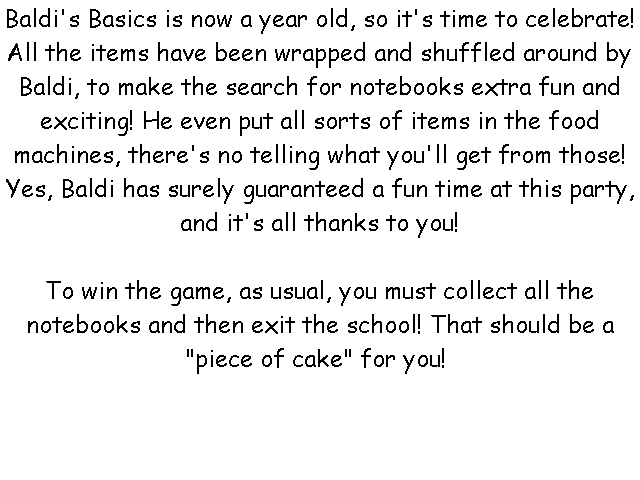 Baldi's Basics is now a year old, so it's time to celebrate!
All the items have been wrapped and shuffled around by
Baldi, to make the search for notebooks extra fun and
exciting! He even put all sorts of items in the food
machines, there's no telling what you'll get from those!
Yes, Baldi has surely guaranteed a fun time at this party,
and it's all thanks to you!

To win the game, as usual, you must collect all the
notebooks and then exit the school! That should be a
"piece of cake" for you!